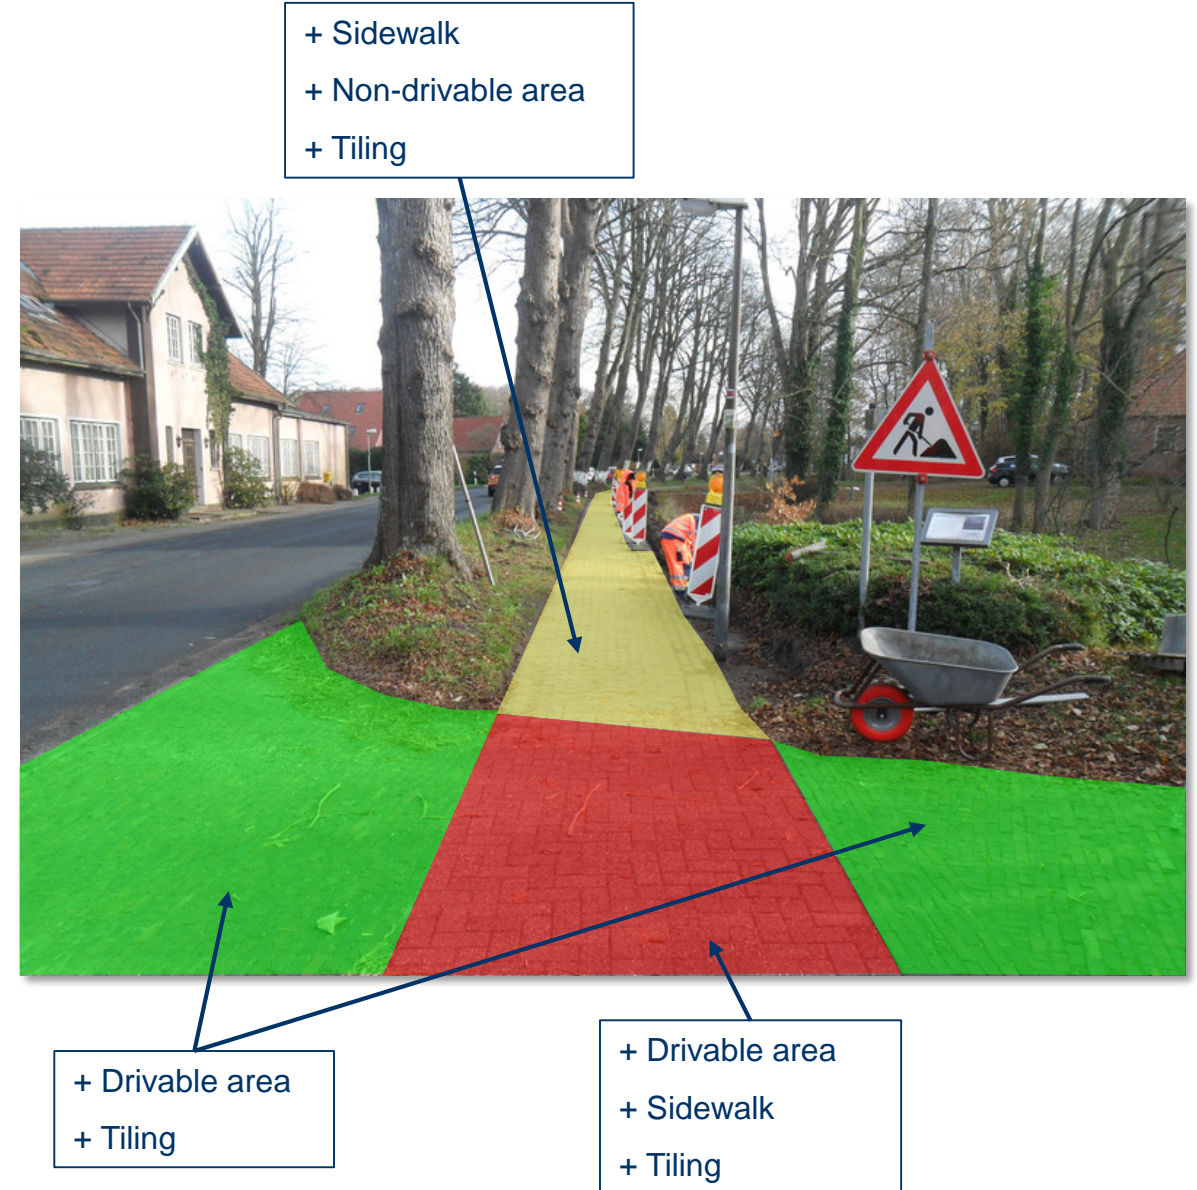 + Sidewalk
+ Non-drivable area
+ Tiling
+ Drivable area
+ Tiling
+ Drivable area
+ Sidewalk
+ Tiling